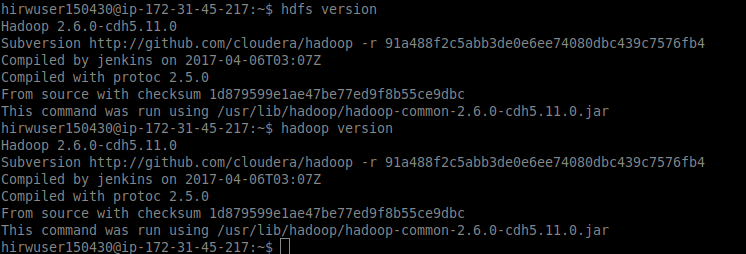 hirwuser150430@ip-172-31-45-217:~$ hdfs version
Hadoop 2.6.0-cdh5.11.0
Subversion http://github.com/cloudera/hadoop -r 91a488f2c5abb3de0e6ee74080dbc439c7576fb4
Compiled by jenkins on 2017-04-06T03:07Z
Compiled with protoc 2.5.0
From source with checksum 1d879599e1ae47be77ed9f8b55ce9dbc
This command was run using /usr/lib/hadoop/hadoop-common-2.6.0-cdh5.11.0.jar
hirwuser150430@ip-172-31-45-217:~$ hadoop version
Hadoop 2.6.0-cdh5.11.0
Subversion http://github.com/cloudera/hadoop -r 91a488f2c5abb3de0e6ee74080dbc439c7576fb4
Compiled by jenkins on 2017-04-06T03:07Z
Compiled with protoc 2.5.0
From source with checksum 1d879599e1ae47be77ed9f8b55ce9dbc
This command was run using /usr/lib/hadoop/hadoop-common-2.6.0-cdh5.11.0.jar
hirwuser150430@ip-172-31-45-217:~$